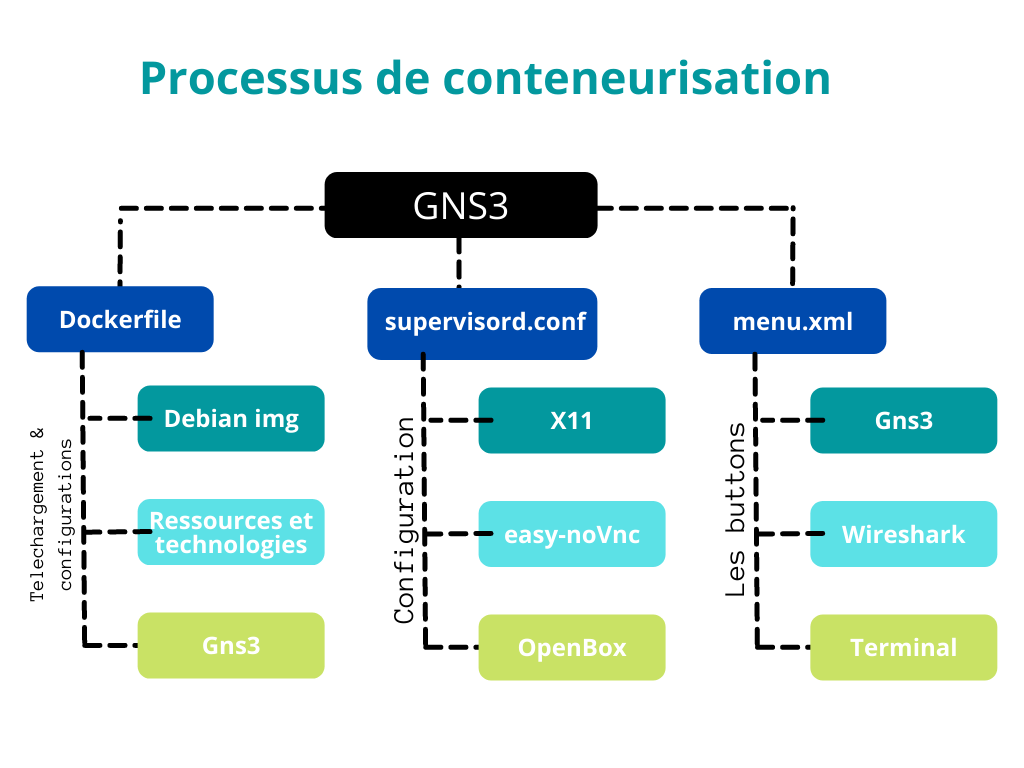 Processus de conteneurisation
GNS3
Dockerfile
supervisord.conf
menu.xml
Telechargement &
configurations
Debian img
Ressources et
technologies
Gns3
Configuration
X11
easy-noVnc
OpenBox
Les buttons
Gns3
Wireshark
Terminal